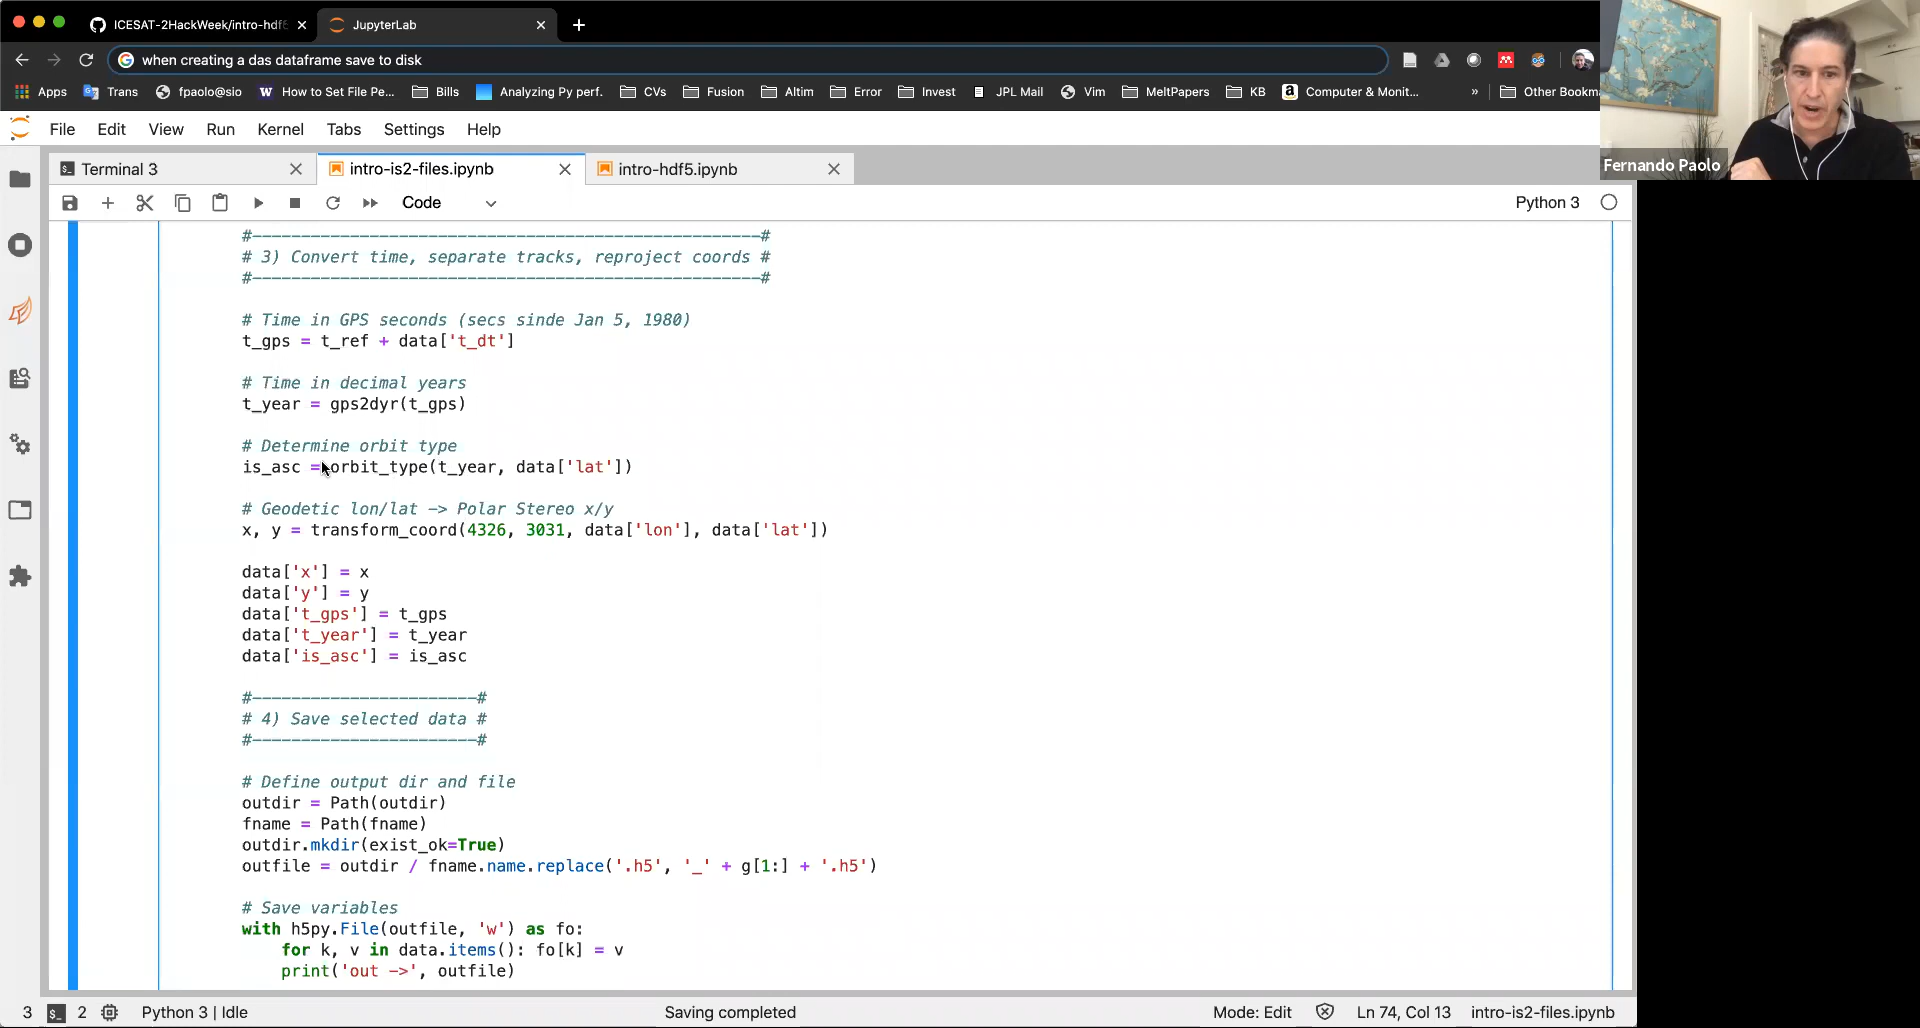 ICESAT-2HackWeek/intro-hdf5
JupyterLab
when creating a das dataframe save to disk
Apps
Trans
fpaolo@sio
How to Set File Pe...
Bills
Analyzing Py perf.
CVs
Fusion
Altim
Error
Invest
JPL Mail
Vim
MeltPapers
KB
Computer & Monit...
»
Other Bookma
Fernando Paolo
File Edit View Run Kernel Tabs Settings Help
Terminal 3
intro-is2-files.ipynb
intro-hdf5.ipynb
Code
Python 3
#----------------------------------------------------#
# 3) Convert time, separate tracks, reproject coords #
#----------------------------------------------------#
# Time in GPS seconds (secs sinde Jan 5, 1980)
t_gps = t_ref + data['t_dt']
# Time in decimal years
t_year = gps2dyr(t_gps)
# Determine orbit type
is_asc = orbit_type(t_year, data['lat'])
# Geodetic lon/lat -> Polar Stereo x/y
x, y = transform_coord(4326, 3031, data['lon'], data['lat'])
data['x'] = x
data['y'] = y
data['t_gps'] = t_gps
data['t_year'] = t_year
data['is_asc'] = is_asc
#-----------------------#
# 4) Save selected data #
#-----------------------#
# Define output dir and file
outdir = Path(outdir)
fname = Path(fname)
outdir.mkdir(exist_ok=True)
outfile = outdir / fname.name.replace('.h5', '_' + g[1:] + '.h5')
# Save variables
with h5py.File(outfile, 'w') as fo:
for k, v in data.items(): fo[k] = v
print('out ->', outfile)
3
2
Python 3 | Idle
Saving completed
Mode: Edit
Ln 74, Col 13
intro-is2-files.ipynb